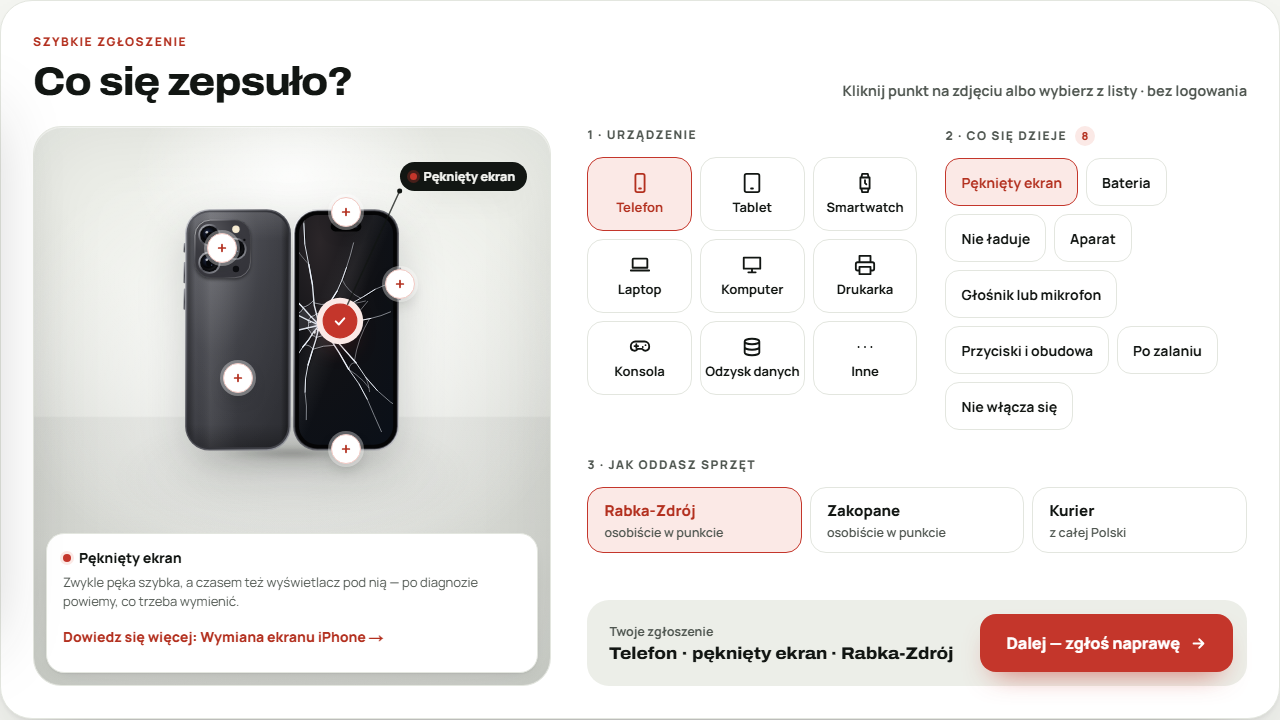 SZYBKIE ZGŁOSZENIE
Co się zepsuło?
Kliknij punkt na zdjęciu albo wybierz z listy · bez logowania
Pęknięty ekran
Pęknięty ekran
Zwykle pęka szybka, a czasem też wyświetlacz pod nią — po diagnozie
powiemy, co trzeba wymienić.
Dowiedz się więcej: Wymiana ekranu iPhone →
1 · URZĄDZENIE
Telefon
Tablet
Smartwatch
Laptop
Komputer
Drukarka
Konsola
Odzysk danych
Inne
2 · CO SIĘ DZIEJE 8
Pęknięty ekran
Bateria
Nie ładuje
Aparat
Głośnik lub mikrofon
Przyciski i obudowa
Po zalaniu
Nie włącza się
3 · JAK ODDASZ SPRZĘT
Rabka-Zdrój
osobiście w punkcie
Zakopane
osobiście w punkcie
Kurier
z całej Polski
Twoje zgłoszenie
Telefon · pęknięty ekran · Rabka-Zdrój
Dalej — zgłoś naprawę →